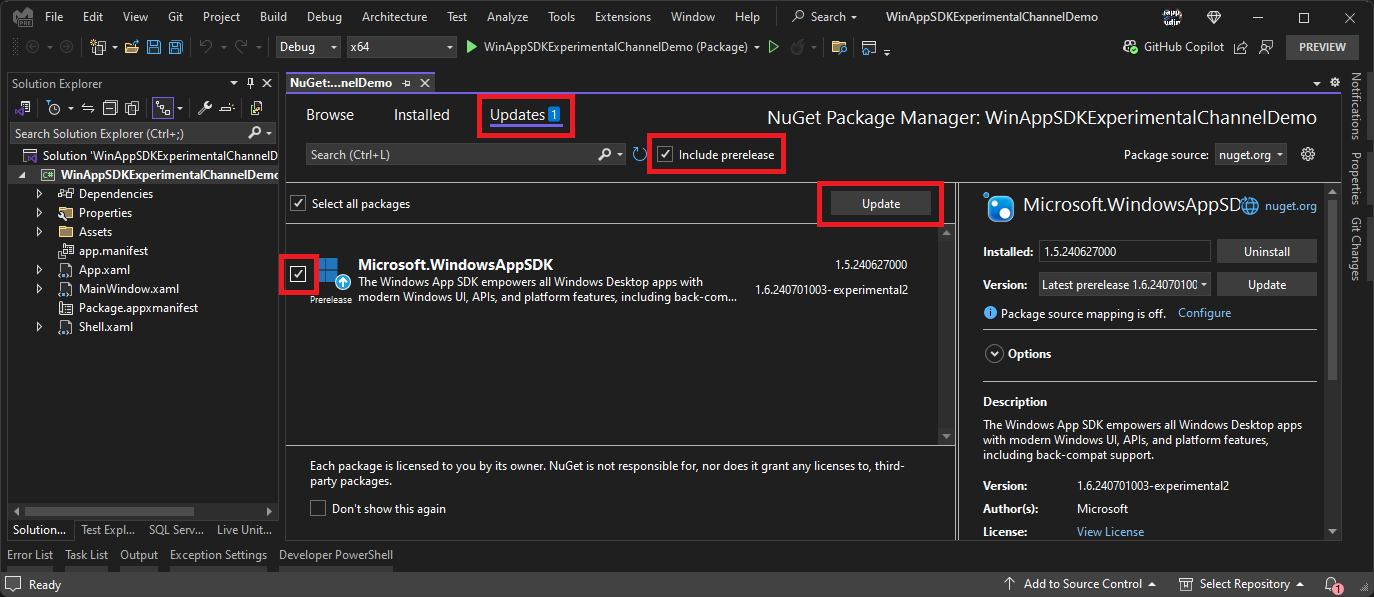 File Edit View Git Project Build Debug Architecture Test Analyze Tools Extensions Window Help Search WinAppSDKExperimentalChannelDemo
Debug x64 WinAppSDKExperimentalChannelDemo (Package) GitHub Copilot PREVIEW
Solution Explorer
Search Solution Explorer (Ctrl+;)
Solution 'WinAppSDKExperimentalChannelD
C# WinAppSDKExperimentalChannelDemo
Dependencies
Properties
Assets
app.manifest
App.xaml
MainWindow.xaml
Package.appxmanifest
Shell.xaml
Solution... Test Expl... SQL Serv... Live Unit...
NuGet:...nelDemo
Browse Installed Updates 1
NuGet Package Manager: WinAppSDKExperimentalChannelDemo
Search (Ctrl+L) Include prerelease
Package source: nuget.org
Select all packages Update
Microsoft.WindowsAppSDK 1.5.240627000
The Windows App SDK empowers all Windows Desktop apps with
modern Windows UI, APIs, and platform features, including back-com... 1.6.240701003-experimental2
Prerelease
Each package is licensed to you by its owner. NuGet is not responsible for, nor does it grant any licenses to, third-
party packages.
Don't show this again
Microsoft.WindowsAppSD nuget.org
Installed: 1.5.240627000 Uninstall
Version: Latest prerelease 1.6.24070100 Update
Package source mapping is off. Configure
Options
Description
The Windows App SDK empowers all Windows Desktop apps
with modern Windows UI, APIs, and platform features,
including back-compat support.
Version: 1.6.240701003-experimental2
Author(s): Microsoft
License: View License
Notifications
Properties
Git Changes
Error List Task List Output Exception Settings Developer PowerShell
Ready Add to Source Control Select Repository 1